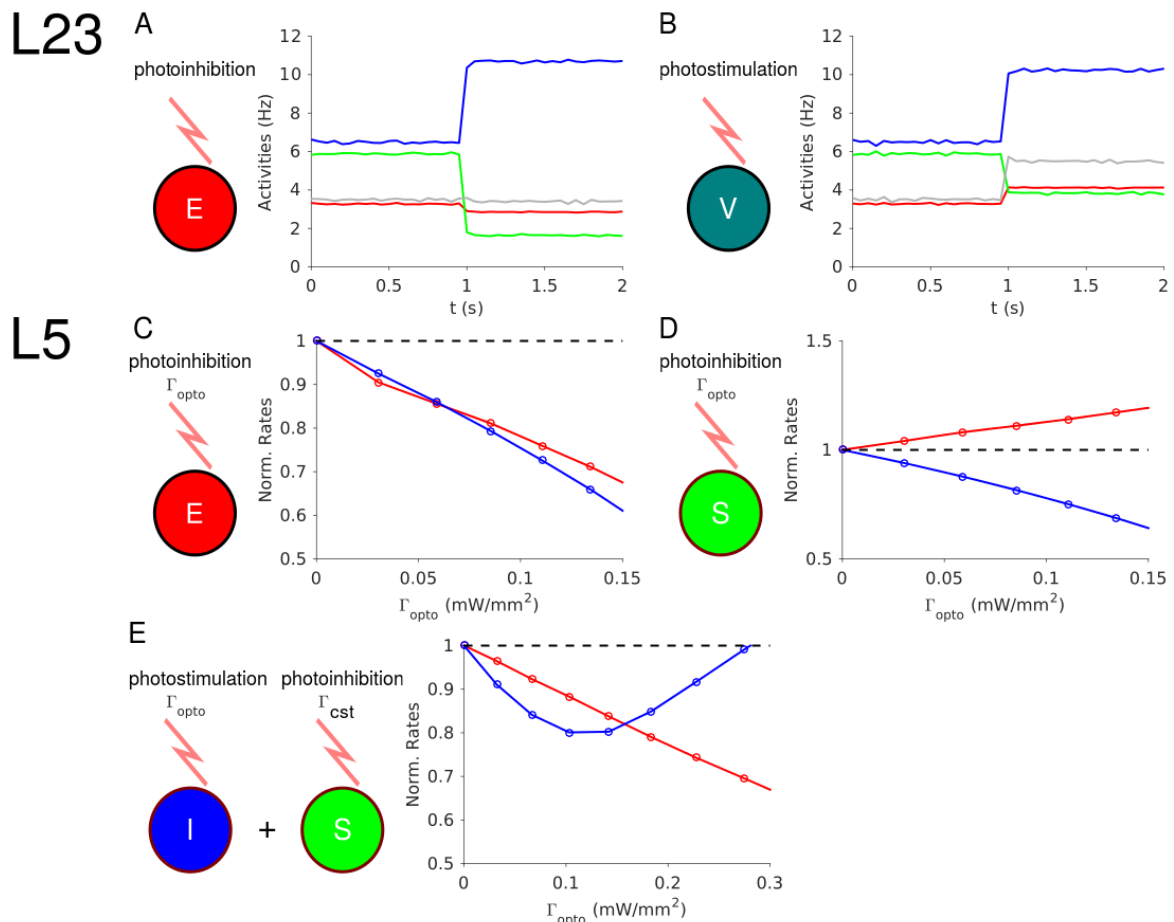 L23
A
photoinhibition
E
Activities (Hz)
12
10
8
6
4
2
0
0 0.5 1 1.5 2
t (s)
B
photostimulation
V
Activities (Hz)
12
10
8
6
4
2
0
0 0.5 1 1.5 2
t (s)
L5
C
photoinhibition
Γopto
E
Norm. Rates
1
0.9
0.8
0.7
0.6
0.5
0 0.05 0.1 0.15
Γopto (mW/mm²)
D
photoinhibition
Γopto
S
Norm. Rates
1.5
1
0.5
0 0.05 0.1 0.15
Γopto (mW/mm²)
E
photostimulation
Γopto
I
+
photoinhibition
Γcst
S
Norm. Rates
1
0.9
0.8
0.7
0.6
0.5
0 0.1 0.2 0.3
Γopto (mW/mm²)